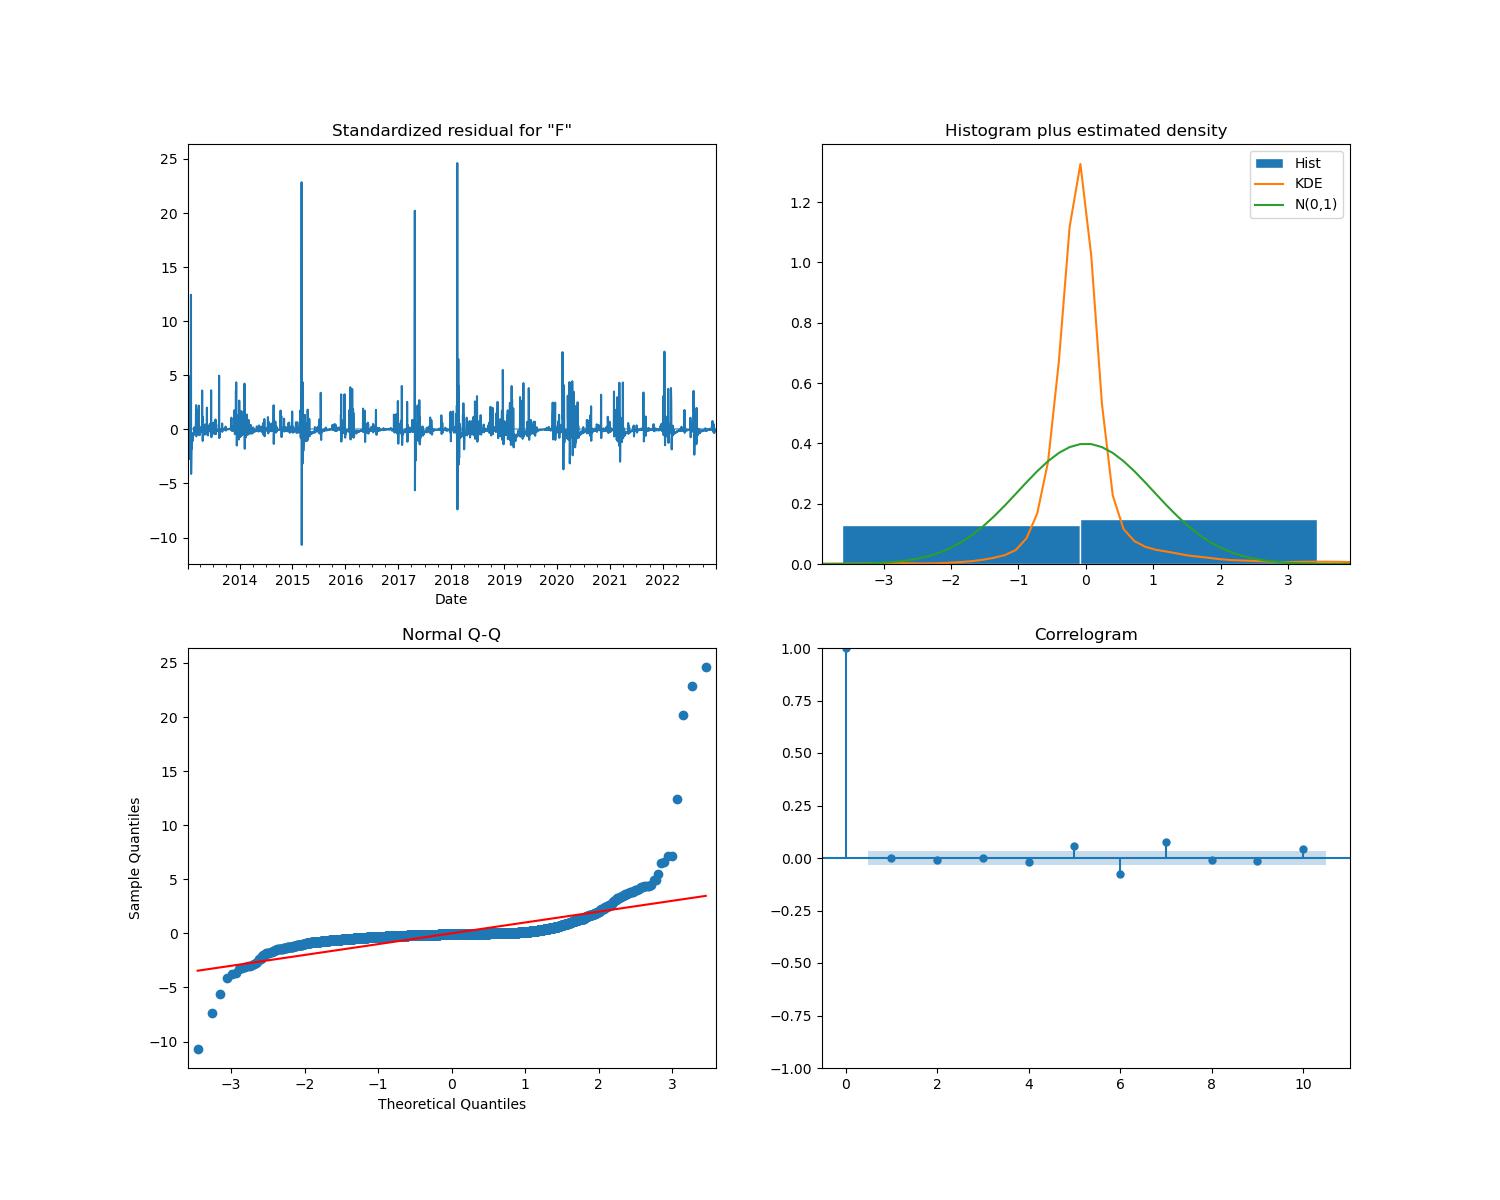 Standardized residual for "F"
25
20
15
10
5
0
−5
−10
2014 2015 2016 2017 2018 2019 2020 2021 2022
Date
Histogram plus estimated density
Hist
KDE
N(0,1)
1.2
1.0
0.8
0.6
0.4
0.2
0.0
−3 −2 −1 0 1 2 3
Normal Q-Q
Sample Quantiles
25
20
15
10
5
0
−5
−10
−3 −2 −1 0 1 2 3
Theoretical Quantiles
Correlogram
1.00
0.75
0.50
0.25
0.00
−0.25
−0.50
−0.75
−1.00
0 2 4 6 8 10